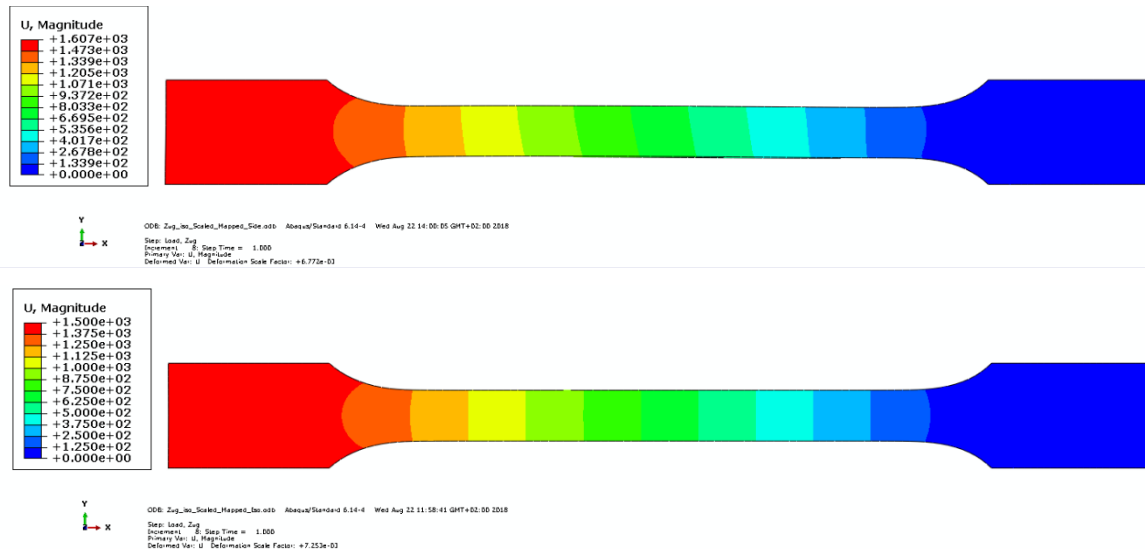 U, Magnitude
+1.607e+03
+1.473e+03
+1.339e+03
+1.205e+03
+1.071e+03
+9.372e+02
+8.033e+02
+6.695e+02
+5.356e+02
+4.017e+02
+2.678e+02
+1.339e+02
+0.000e+00
Y
X
ODB: Zug_iso_Scaled_Mapped_Side.odb Abaqus/Standard 6.14-4 Wed Aug 22 14:00:05 GMT+02:00 2018
Step: Load, Zug
Increment 8: Step Time = 1.000
Primary Var: U, Magnitude
Deformed Var: U Deformation Scale Factor: +6.772e-03
U, Magnitude
+1.500e+03
+1.375e+03
+1.250e+03
+1.125e+03
+1.000e+03
+8.750e+02
+7.500e+02
+6.250e+02
+5.000e+02
+3.750e+02
+2.500e+02
+1.250e+02
+0.000e+00
Y
X
ODB: Zug_iso_Scaled_Mapped_Iso.odb Abaqus/Standard 6.14-4 Wed Aug 22 11:58:41 GMT+02:00 2018
Step: Load, Zug
Increment 8: Step Time = 1.000
Primary Var: U, Magnitude
Deformed Var: U Deformation Scale Factor: +7.253e-03